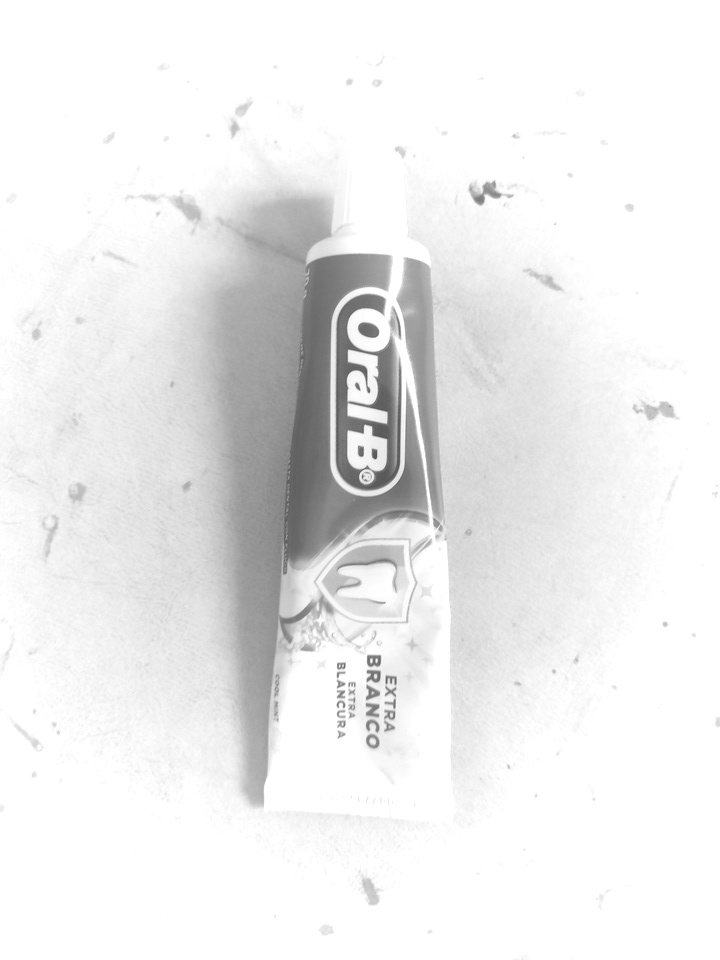 Oral-B®
EXTRA
BRANCO
EXTRA
BLANCURA
COOL MINT